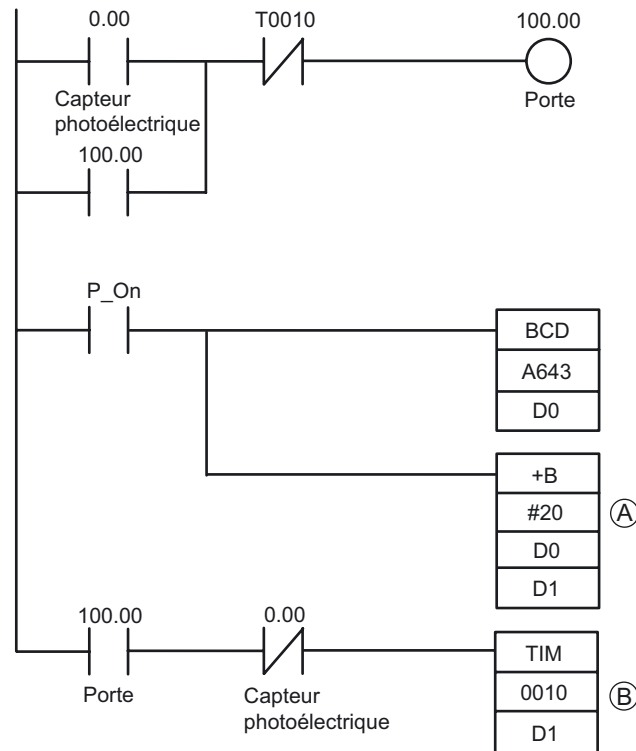 0.00 T0010 100.00
Capteur
photoélectrique
Porte
100.00
P_On
BCD
A643
D0
+B
#20 A
D0
D1
100.00 0.00
TIM
Porte Capteur
photoélectrique
0010 B
D1